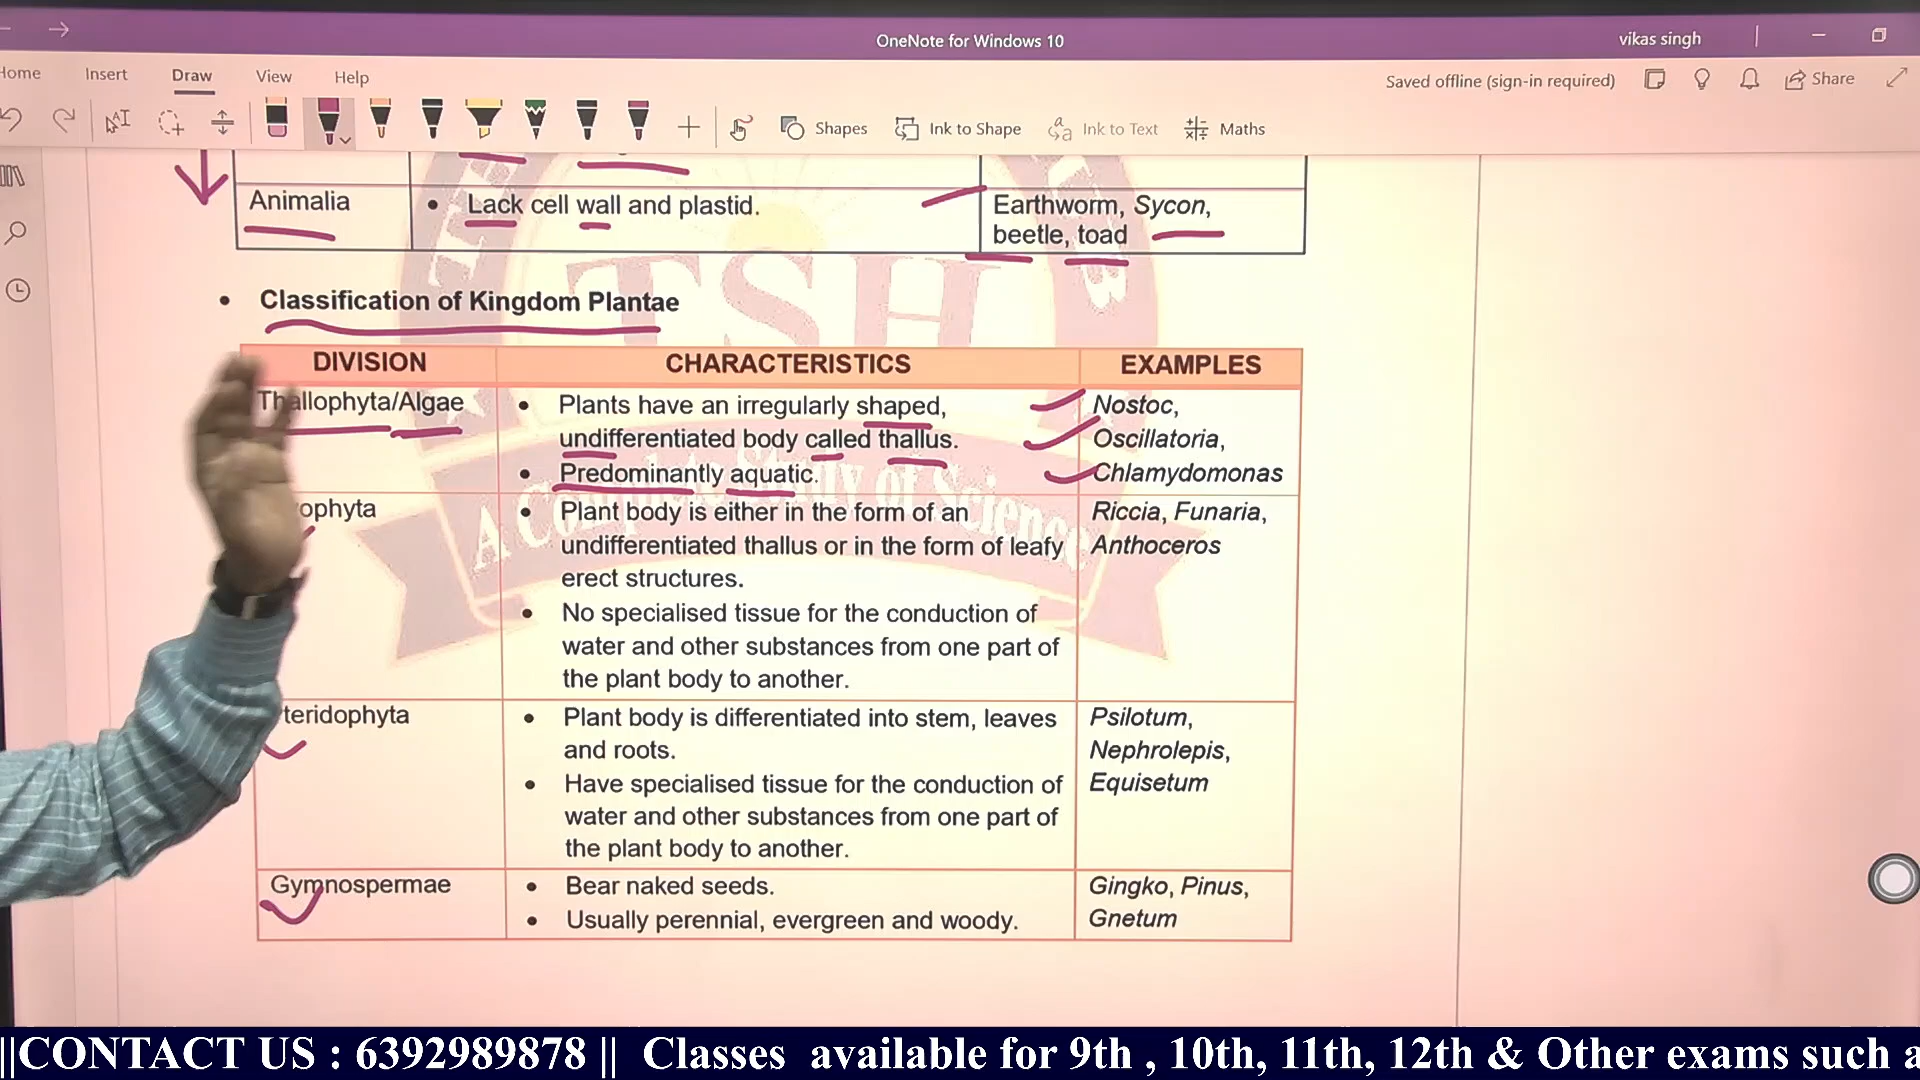 OneNote for Windows 10
vikas singh
Home Insert Draw View Help
Saved offline (sign-in required)
Share
Shapes
Ink to Shape
Ink to Text
Maths
Animalia
• Lack cell wall and plastid.
Earthworm, Sycon,
beetle, toad
• Classification of Kingdom Plantae
DIVISION CHARACTERISTICS EXAMPLES
Thallophyta/Algae
• Plants have an irregularly shaped,
undifferentiated body called thallus.
• Predominantly aquatic.
Nostoc,
Oscillatoria,
Chlamydomonas
ophyta
• Plant body is either in the form of an
undifferentiated thallus or in the form of leafy
erect structures.
• No specialised tissue for the conduction of
water and other substances from one part of
the plant body to another.
Riccia, Funaria,
Anthoceros
teridophyta
• Plant body is differentiated into stem, leaves
and roots.
• Have specialised tissue for the conduction of
water and other substances from one part of
the plant body to another.
Psilotum,
Nephrolepis,
Equisetum
Gymnospermae
• Bear naked seeds.
• Usually perennial, evergreen and woody.
Gingko, Pinus,
Gnetum
TSH
A Complete Study of Science
||CONTACT US : 6392989878 || Classes available for 9th , 10th, 11th, 12th & Other exams such a